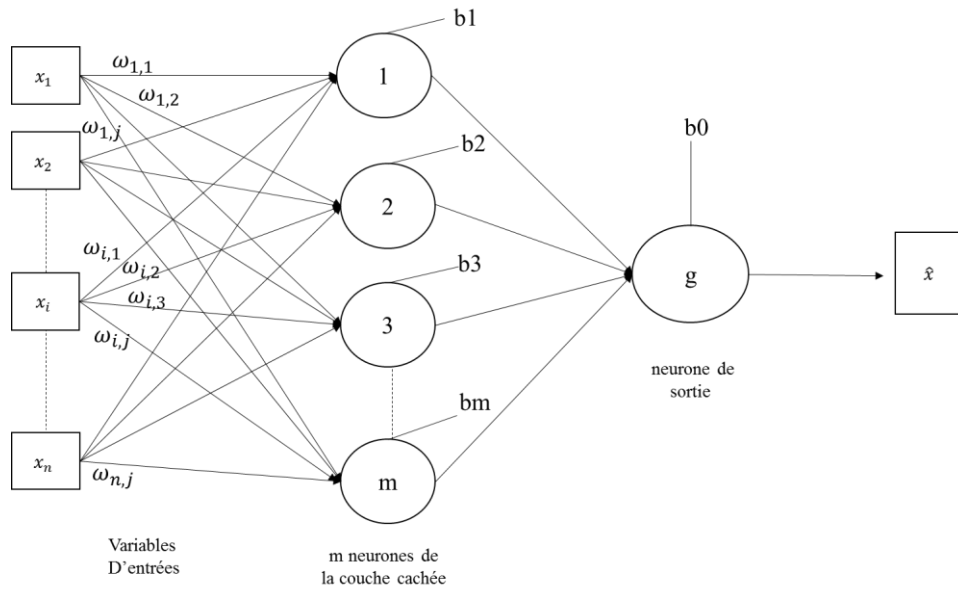 b1
x₁
ω₁,₁
1
ω₁,₂
ω₁,ⱼ
x₂
b2
2
b0
ωᵢ,₁
ωᵢ,₂
b3
xᵢ
ωᵢ,₃
3
g
x̂
ωᵢ,ⱼ
neurone de
sortie
bm
xₙ
ωₙ,ⱼ
m
Variables
D'entrées
m neurones de
la couche cachée